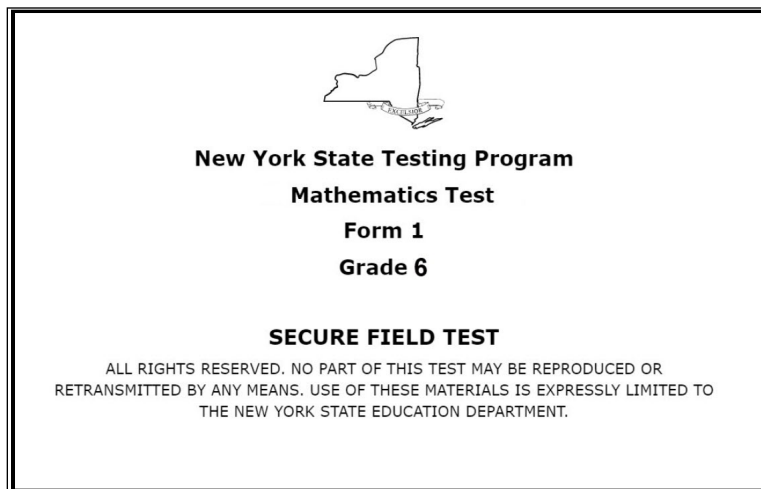 EXCELSIOR
New York State Testing Program
Mathematics Test
Form 1
Grade 6
SECURE FIELD TEST
ALL RIGHTS RESERVED. NO PART OF THIS TEST MAY BE REPRODUCED OR
RETRANSMITTED BY ANY MEANS. USE OF THESE MATERIALS IS EXPRESSLY LIMITED TO
THE NEW YORK STATE EDUCATION DEPARTMENT.